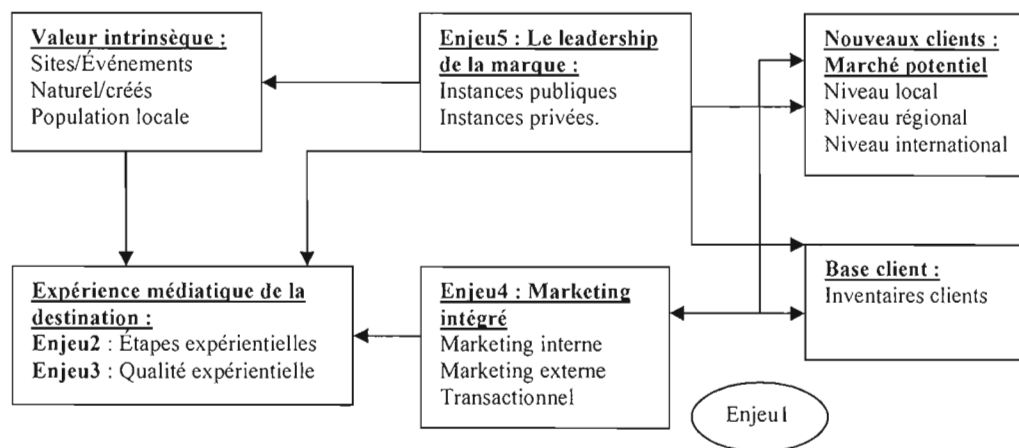 Valeur intrinsèque :
Sites/Événements
Naturel/créés
Population locale
Enjeu5 : Le leadership
de la marque :
Instances publiques
Instances privées.
Nouveaux clients :
Marché potentiel
Niveau local
Niveau régional
Niveau international
Expérience médiatique de la
destination :
Enjeu2 : Étapes expérientielles
Enjeu3 : Qualité expérientielle
Enjeu4 : Marketing
intégré
Marketing interne
Marketing externe
Transactionnel
Base client :
Inventaires clients
Enjeu1